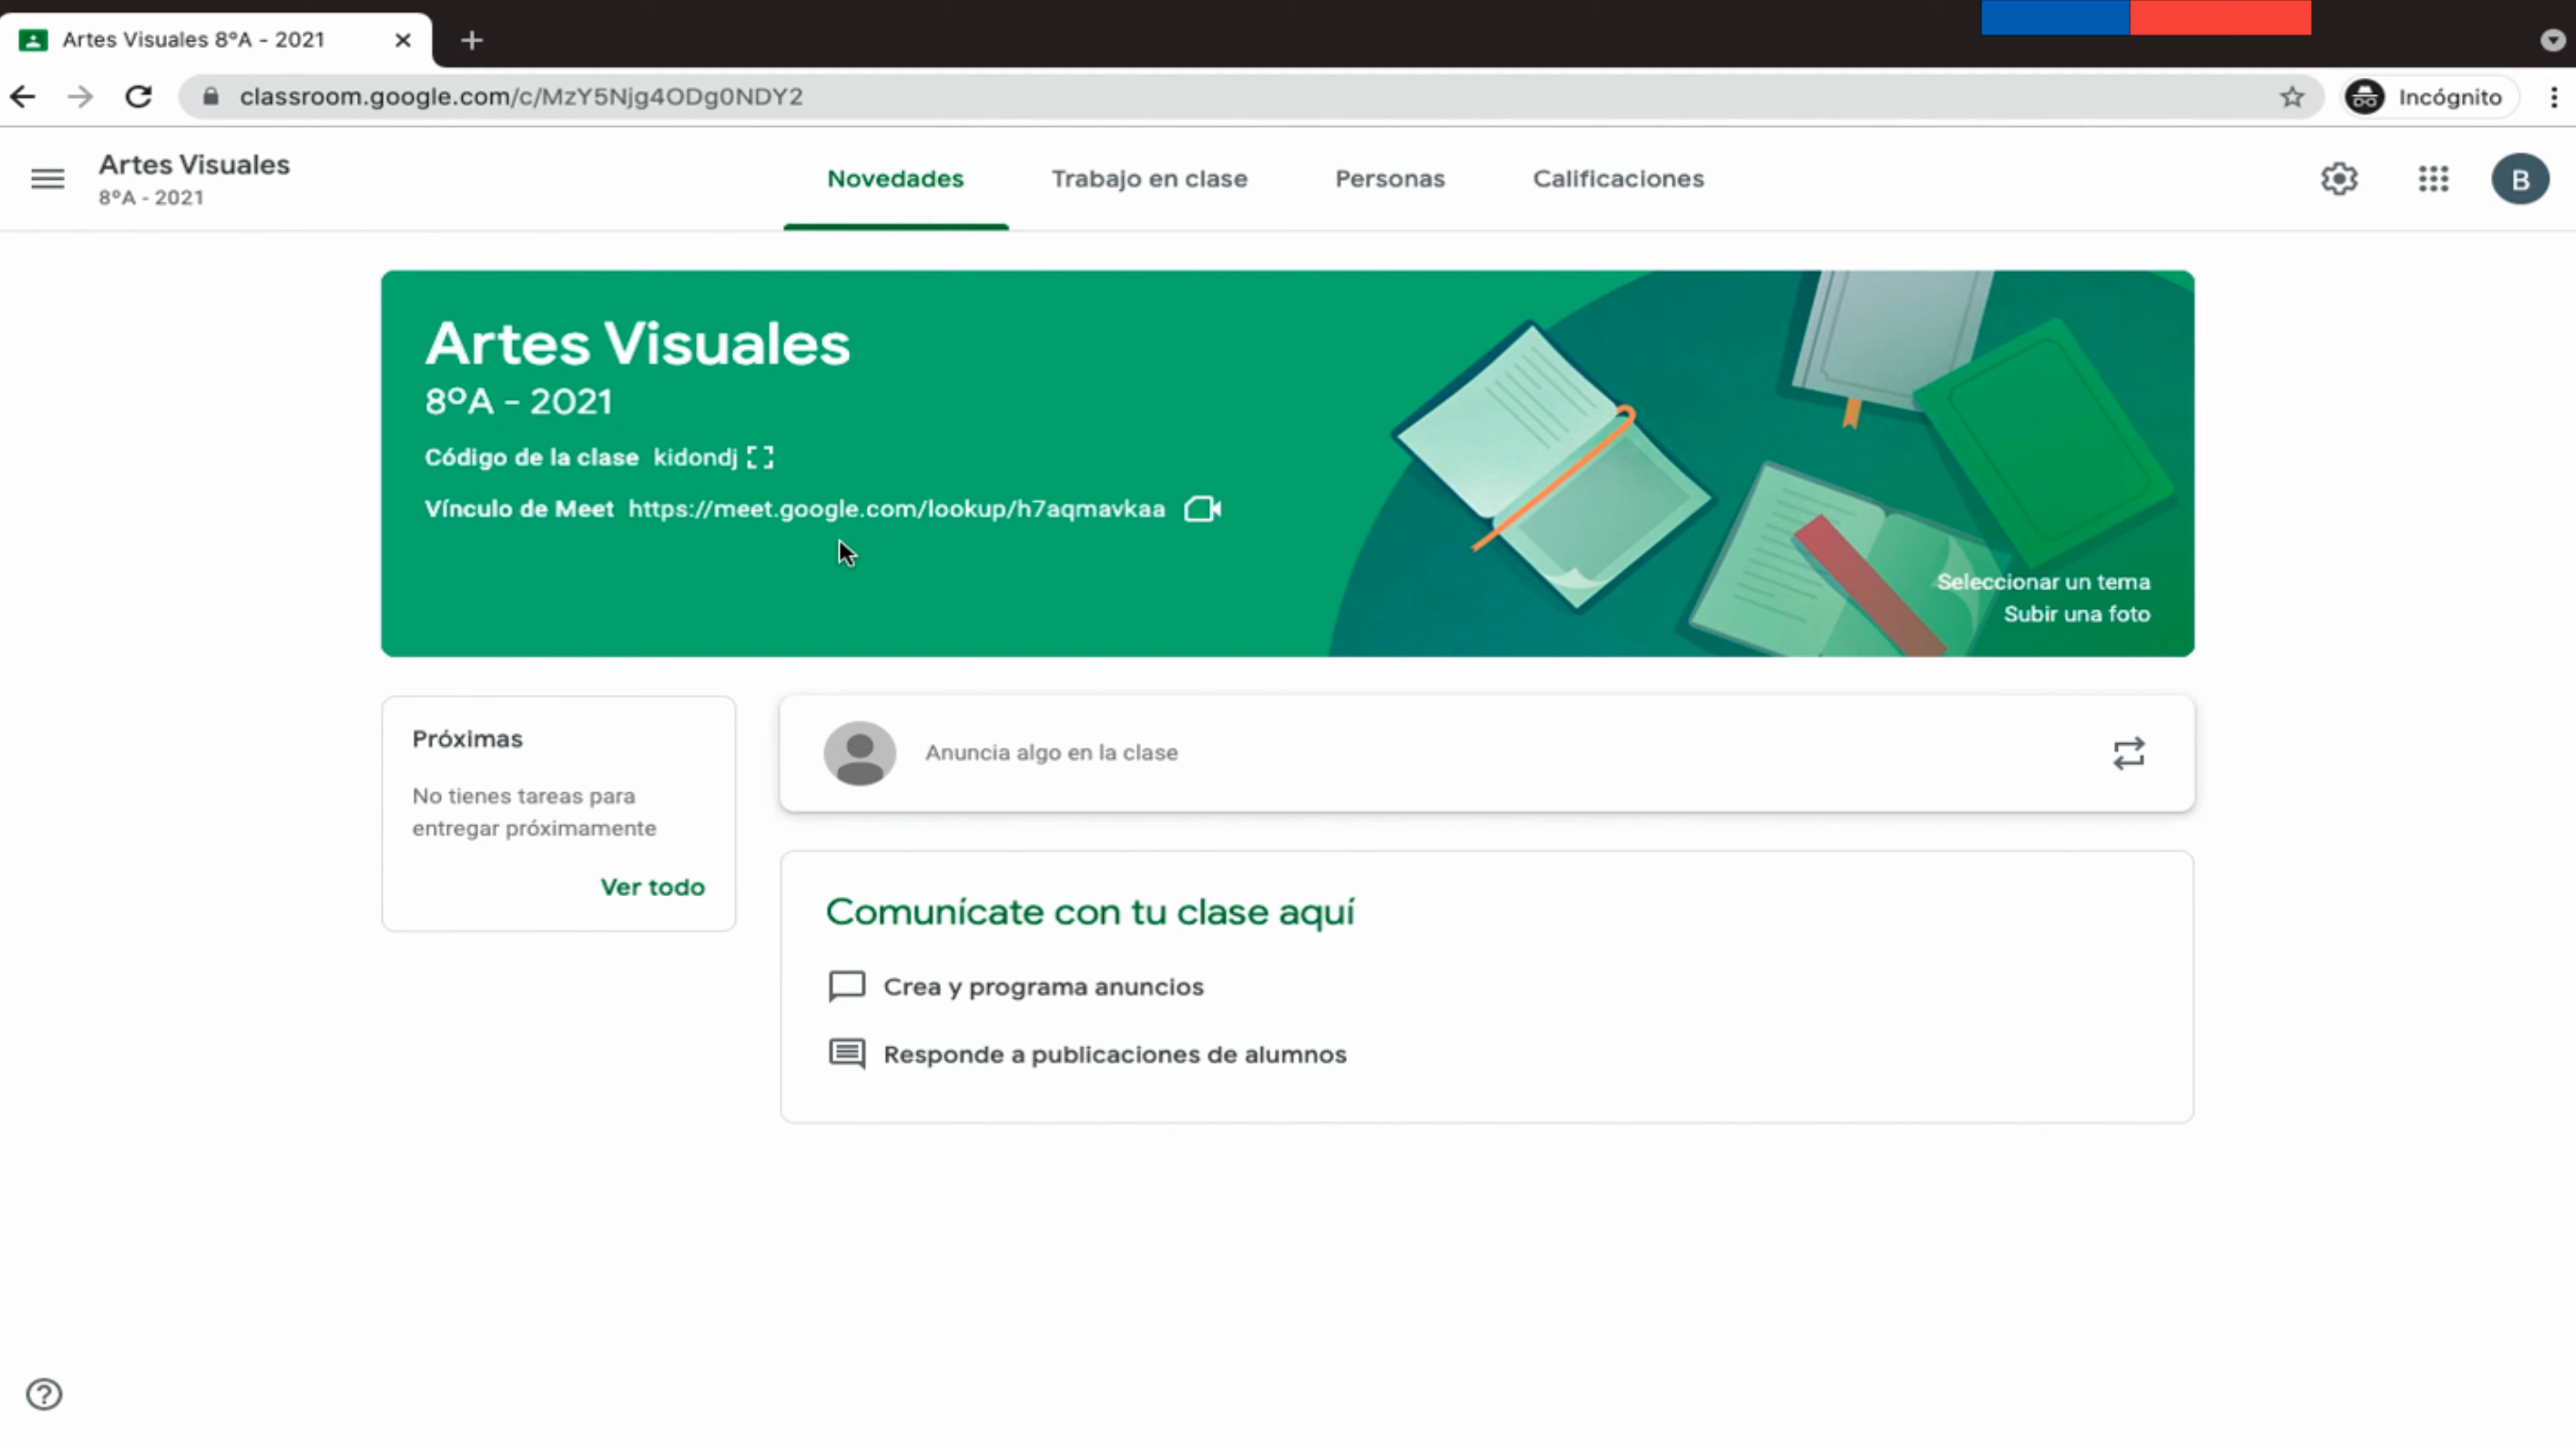 Artes Visuales 8ºA - 2021
classroom.google.com/c/MzY5Njg4ODg0NDY2
Incógnito
Artes Visuales
8ºA - 2021
Novedades
Trabajo en clase
Personas
Calificaciones
B
Artes Visuales
8ºA - 2021
Código de la clase kidondj
Vínculo de Meet https://meet.google.com/lookup/h7aqmavkaa
Seleccionar un tema
Subir una foto
Próximas
No tienes tareas para
entregar próximamente
Ver todo
Anuncia algo en la clase
Comunícate con tu clase aquí
Crea y programa anuncios
Responde a publicaciones de alumnos